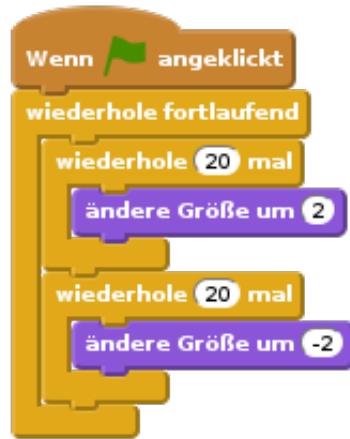 Wenn angeklickt
wiederhole fortlaufend
wiederhole 20 mal
ändere Größe um 2
wiederhole 20 mal
ändere Größe um -2